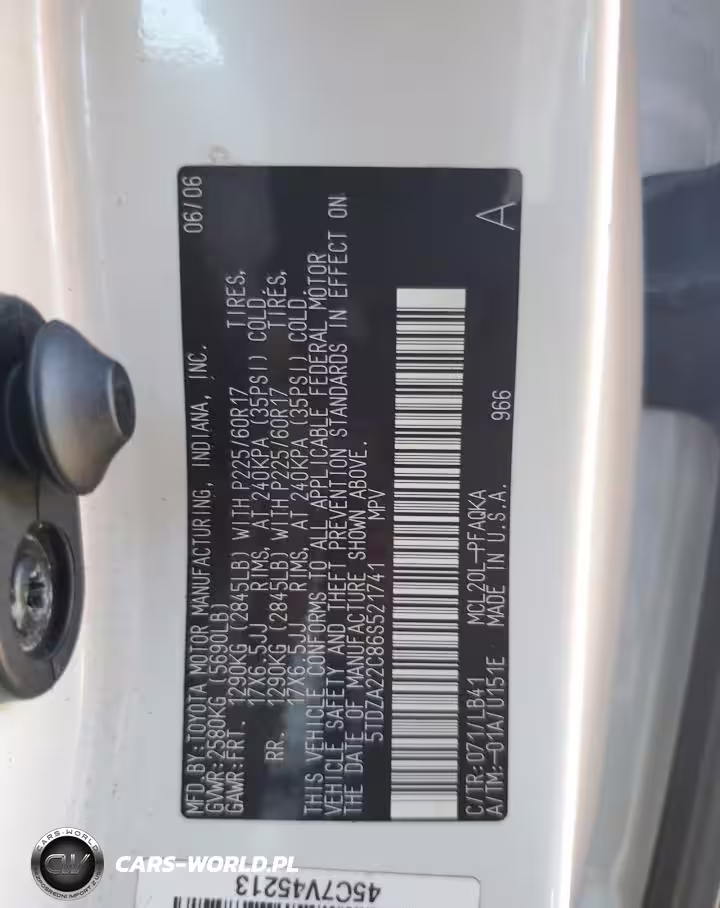 MFD.BY:TOYOTA MOTOR MANUFACTURING, INDIANA, INC. 06/06
GVWR:2580KG (5690LB)
GAWR:FRT. 1290KG (2845LB) WITH P225/60R17 TIRES,
17X6.5JJ RIMS, AT 240KPA (35PSI) COLD
RR. 1290KG (2845LB) WITH P225/60R17 TIRES,
17X6.5JJ RIMS, AT 240KPA (35PSI) COLD.
THIS VEHICLE CONFORMS TO ALL APPLICABLE FEDERAL MOTOR
VEHICLE SAFETY AND THEFT PREVENTION STANDARDS IN EFFECT ON
THE DATE OF MANUFACTURE SHOWN ABOVE.
5TDZA22C86S521741 MPV
C/TR:071/LB41 MCL20L-PFAQKA
A/TM:-01A/U151E MADE IN U.S.A. 966 A
45C7V45213
CARS-WORLD
CW
CARS-WORLD.PL